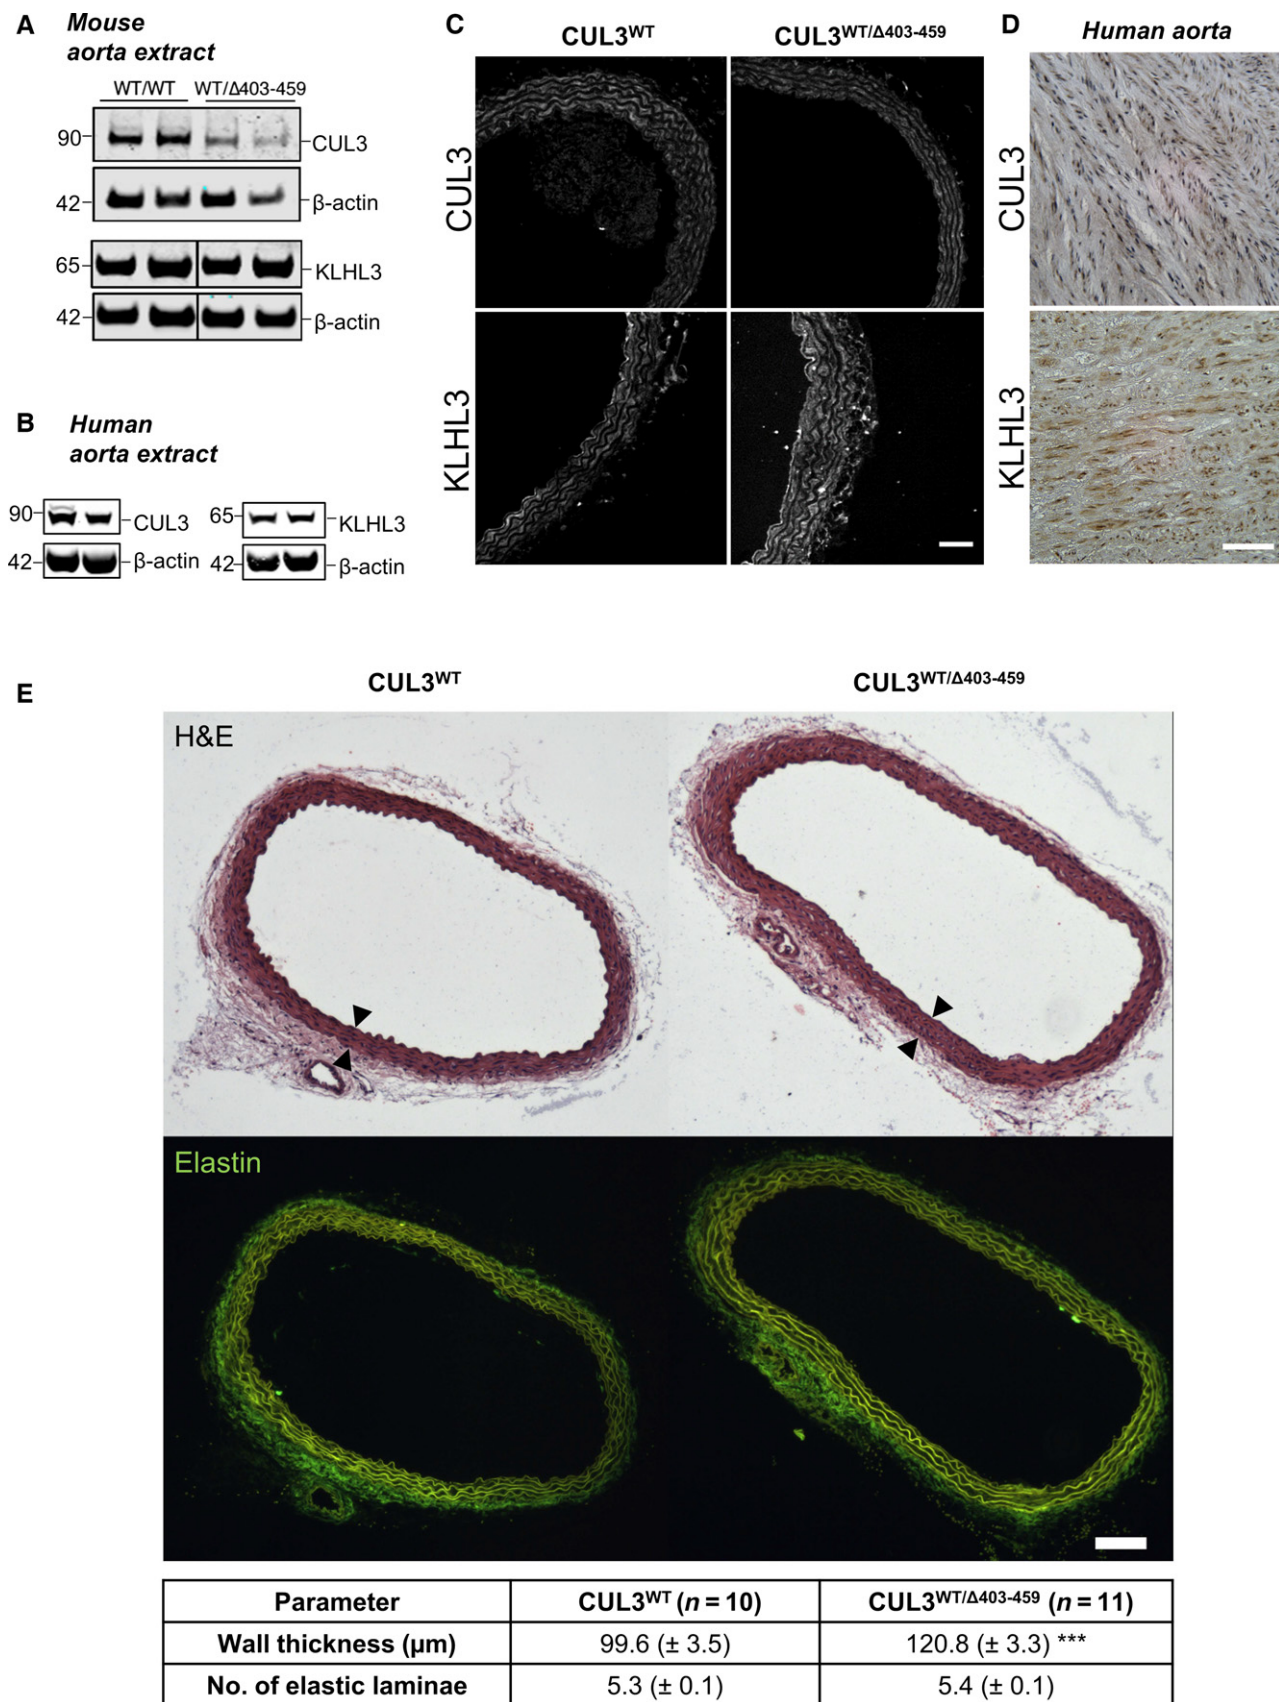 A Mouse
aorta extract
WT/WT WT/Δ403-459
90 CUL3
42 β-actin
65 KLHL3
42 β-actin
B Human
aorta extract
90 CUL3 65 KLHL3
42 β-actin 42 β-actin
C CUL3WT CUL3WT/Δ403-459
CUL3
KLHL3
D Human aorta
CUL3
KLHL3
E CUL3WT CUL3WT/Δ403-459
H&E
Elastin
Parameter CUL3WT (n = 10) CUL3WT/Δ403-459 (n = 11)
Wall thickness (µm) 99.6 (± 3.5) 120.8 (± 3.3) ***
No. of elastic laminae 5.3 (± 0.1) 5.4 (± 0.1)